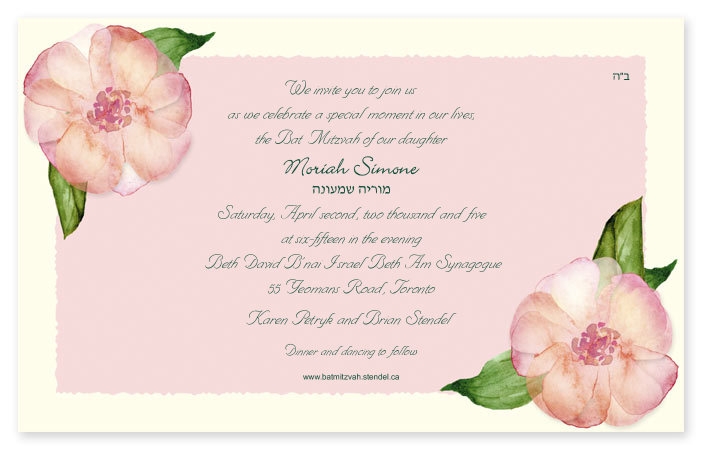 ב"ה
We invite you to join us
as we celebrate a special moment in our lives,
the Bat Mitzvah of our daughter
Moriah Simone
מוריה שמעונה
Saturday, April second, two thousand and five
at six-fifteen in the evening
Beth David B'nai Israel Beth Am Synagogue
55 Yeomans Road, Toronto
Karen Petryk and Brian Stendel
Dinner and dancing to follow
www.batmitzvah.stendel.ca